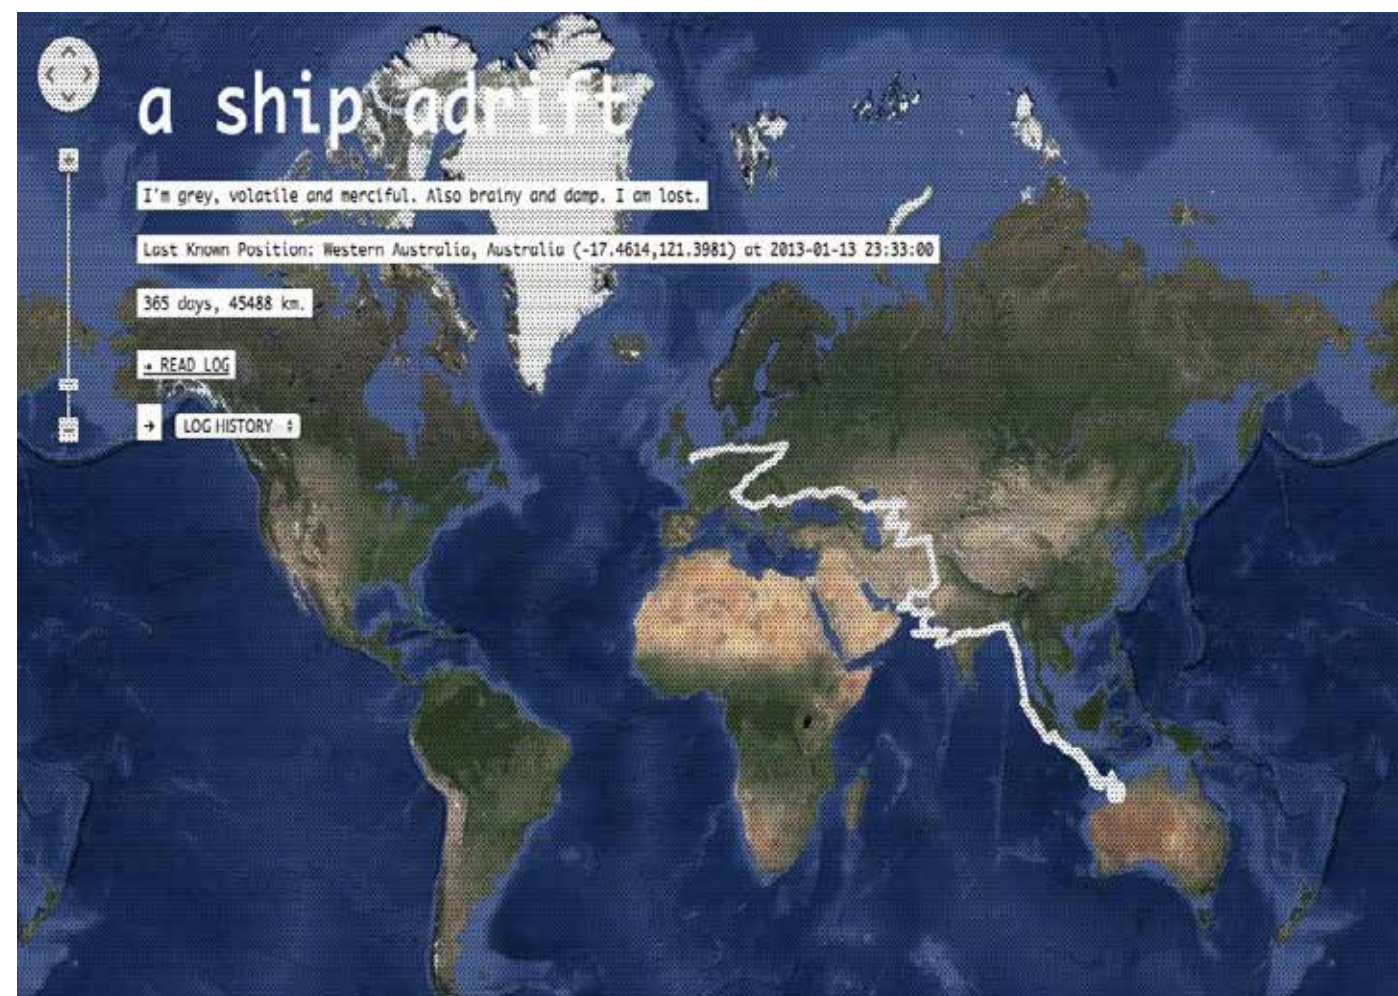 a ship adrift
I'm grey, volatile and merciful. Also brainy and damp. I am lost.
Last Known Position: Western Australia, Australia (-17.4614,121.3981) at 2013-01-13 23:33:00
365 days, 45488 km.
→ READ LOG
→ LOG HISTORY